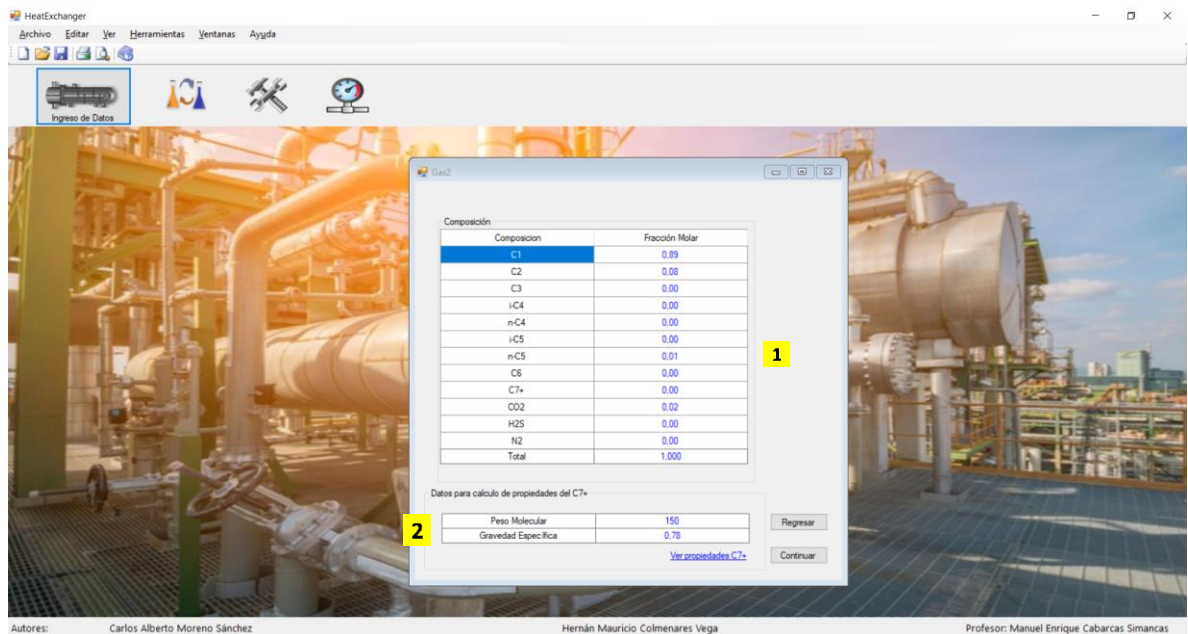 HeatExchanger
Archivo Editar Ver Herramientas Ventanas Ayuda
Ingreso de Datos
Gas2
Composición
Composicion Fracción Molar
C1 0,89
C2 0,08
C3 0,00
i-C4 0,00
n-C4 0,00
i-C5 0,00
n-C5 0,01
C6 0,00
C7+ 0,00
CO2 0,02
H2S 0,00
N2 0,00
Total 1,000
1
Datos para calculo de propiedades del C7+
2
Peso Molecular 150
Gravedad Específica 0,78
Regresar
Ver propiedades C7+
Continuar
Autores: Carlos Alberto Moreno Sánchez Hernán Mauricio Colmenares Vega Profesor: Manuel Enrique Cabarcas Simancas